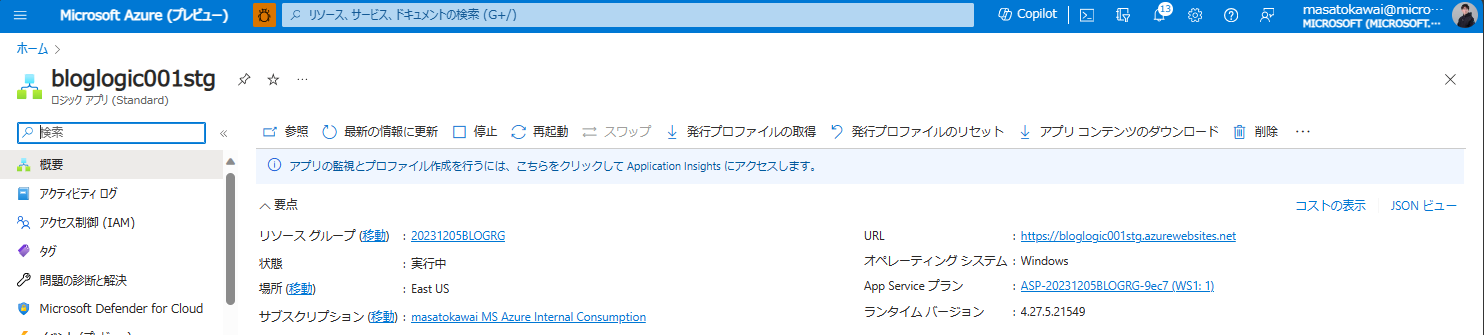 Microsoft Azure (プレビュー)
リソース、サービス、ドキュメントの検索 (G+/)
Copilot
13
masatokawai@micro...
MICROSOFT (MICROSOFT....
ホーム
bloglogic001stg
ロジック アプリ (Standard)
検索
参照 最新の情報に更新 停止 再起動 スワップ 発行プロファイルの取得 発行プロファイルのリセット アプリ コンテンツのダウンロード 削除
概要
アクティビティ ログ
アクセス制御 (IAM)
タグ
問題の診断と解決
Microsoft Defender for Cloud
アプリの監視とプロファイル作成を行うには、こちらをクリックして Application Insights にアクセスします。
要点
コストの表示 JSON ビュー
リソース グループ (移動) : 20231205BLOGRG
状態 : 実行中
場所 (移動) : East US
サブスクリプション (移動) : masatokawai MS Azure Internal Consumption
URL : https://bloglogic001stg.azurewebsites.net
オペレーティング システム : Windows
App Service プラン : ASP-20231205BLOGRG-9ec7 (WS1: 1)
ランタイム バージョン : 4.27.5.21549